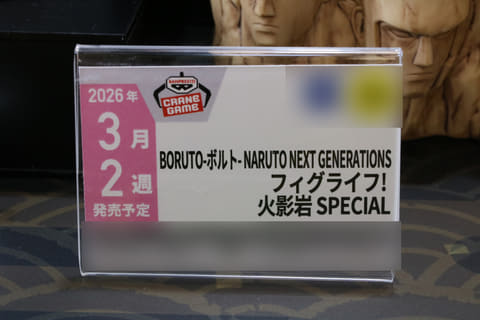 2026年
3月
2週
発売予定
BANPRESTO
CRANE
GAME
BORUTO-ボルト- NARUTO NEXT GENERATIONS
フィグライフ!
火影岩 SPECIAL